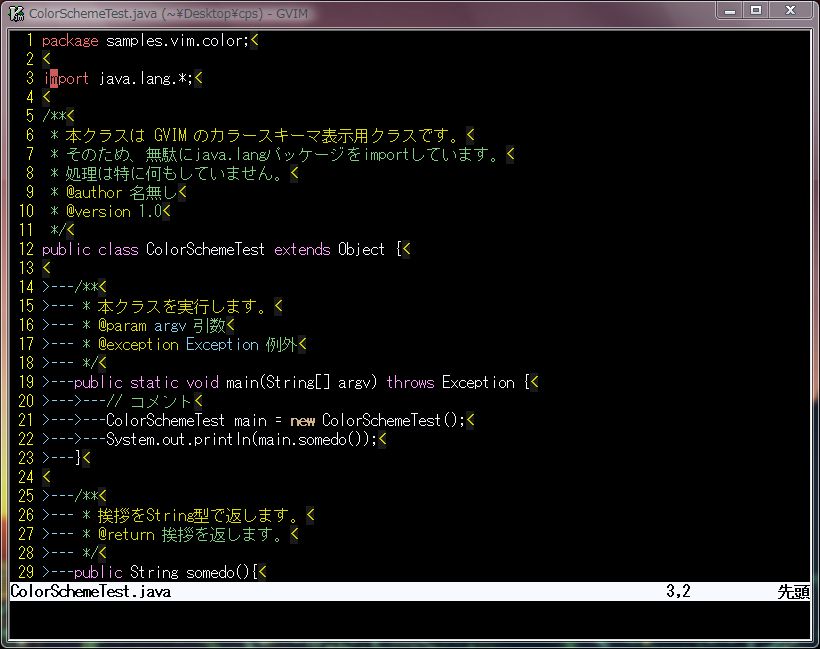 ColorSchemeTest.java (~¥Desktop¥cps) - GVIM
1 package samples.vim.color;<
2 <
3 import java.lang.*;<
4 <
5 /**<
6  * 本クラスは GVIM のカラースキーマ表示用クラスです。<
7  * そのため、無駄にjava.langパッケージをimportしています。<
8  * 処理は特に何もしていません。<
9  * @author 名無し<
10  * @version 1.0<
11  */<
12 public class ColorSchemeTest extends Object {<
13 <
14 >---/**<
15 >--- * 本クラスを実行します。<
16 >--- * @param argv 引数<
17 >--- * @exception Exception 例外<
18 >--- */<
19 >---public static void main(String[] argv) throws Exception {<
20 >--->---// コメント<
21 >--->---ColorSchemeTest main = new ColorSchemeTest();<
22 >--->---System.out.println(main.somedo());<
23 >---}<
24 <
25 >---/**<
26 >--- * 挨拶をString型で返します。<
27 >--- * @return 挨拶を返します。<
28 >--- */<
29 >---public String somedo(){<
ColorSchemeTest.java 3,2 先頭